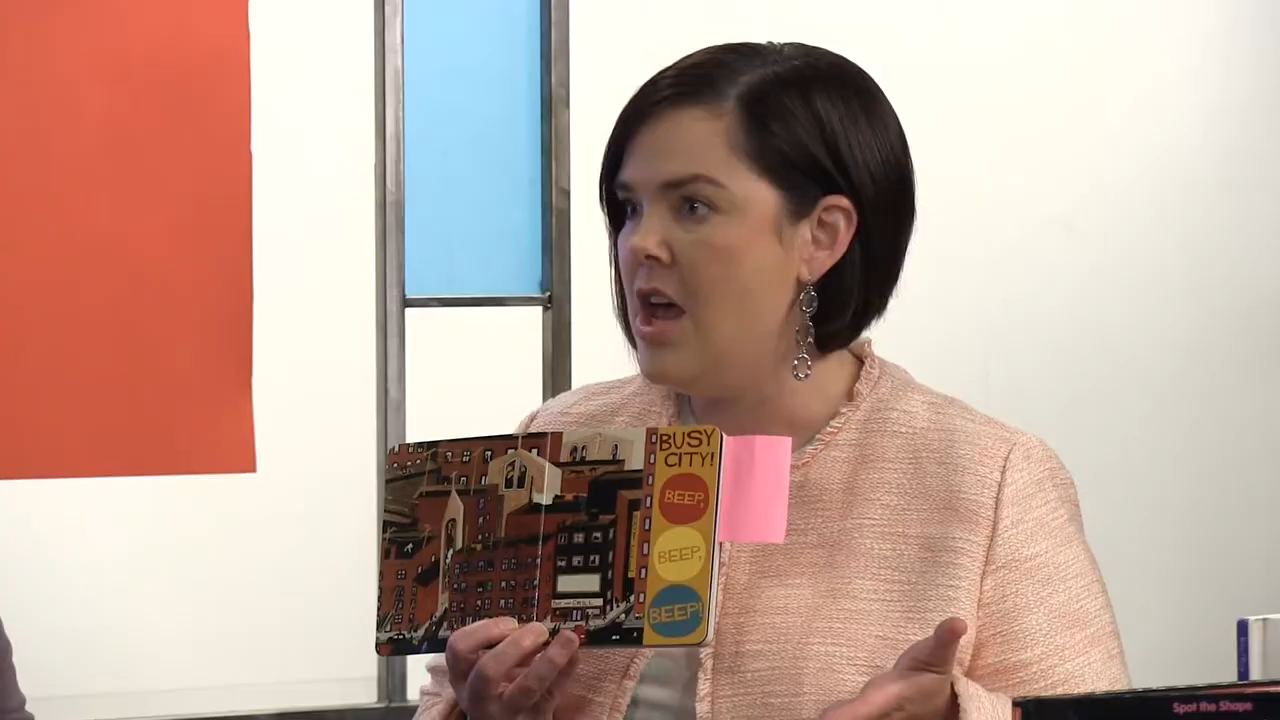 BUSY
CITY!
BEEP,
BEEP,
BEEP!
Spot the Shape